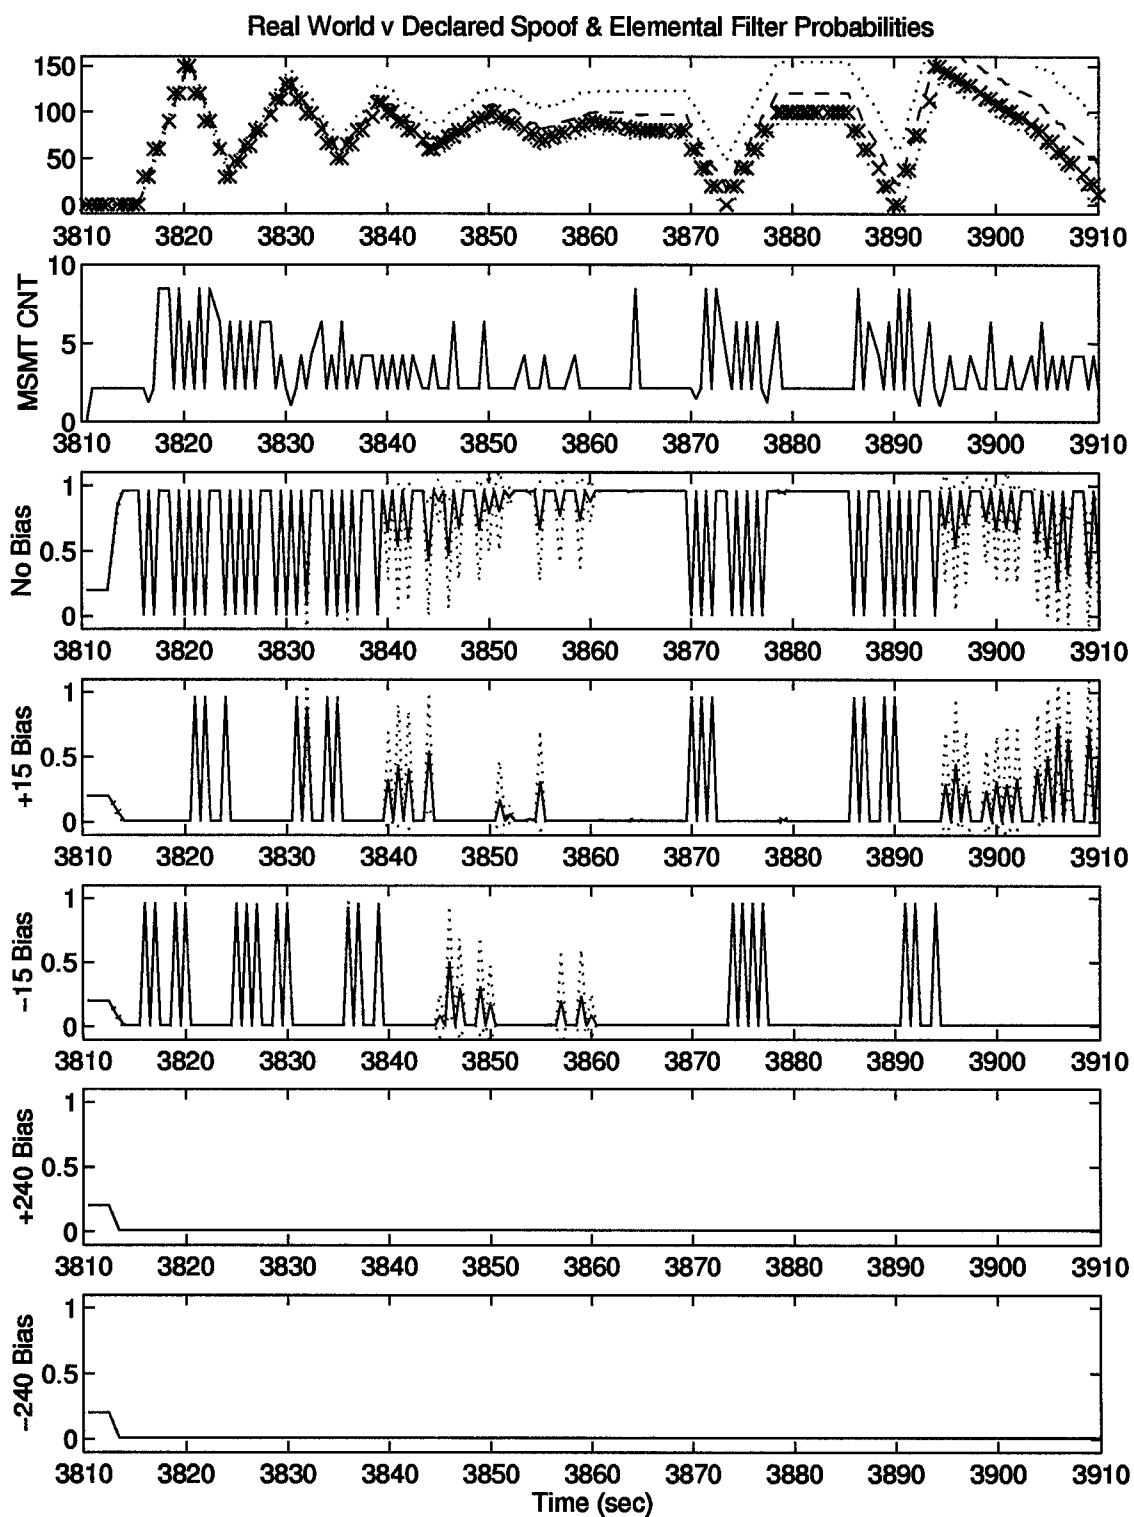 Real World v Declared Spoof & Elemental Filter Probabilities
150
100
50
0
3810 3820 3830 3840 3850 3860 3870 3880 3890 3900 3910
MSMT CNT
10
5
0
3810 3820 3830 3840 3850 3860 3870 3880 3890 3900 3910
No Bias
1
0.5
0
3810 3820 3830 3840 3850 3860 3870 3880 3890 3900 3910
+15 Bias
1
0.5
0
3810 3820 3830 3840 3850 3860 3870 3880 3890 3900 3910
−15 Bias
1
0.5
0
3810 3820 3830 3840 3850 3860 3870 3880 3890 3900 3910
+240 Bias
1
0.5
0
3810 3820 3830 3840 3850 3860 3870 3880 3890 3900 3910
−240 Bias
1
0.5
0
3810 3820 3830 3840 3850 3860 3870 3880 3890 3900 3910
Time (sec)